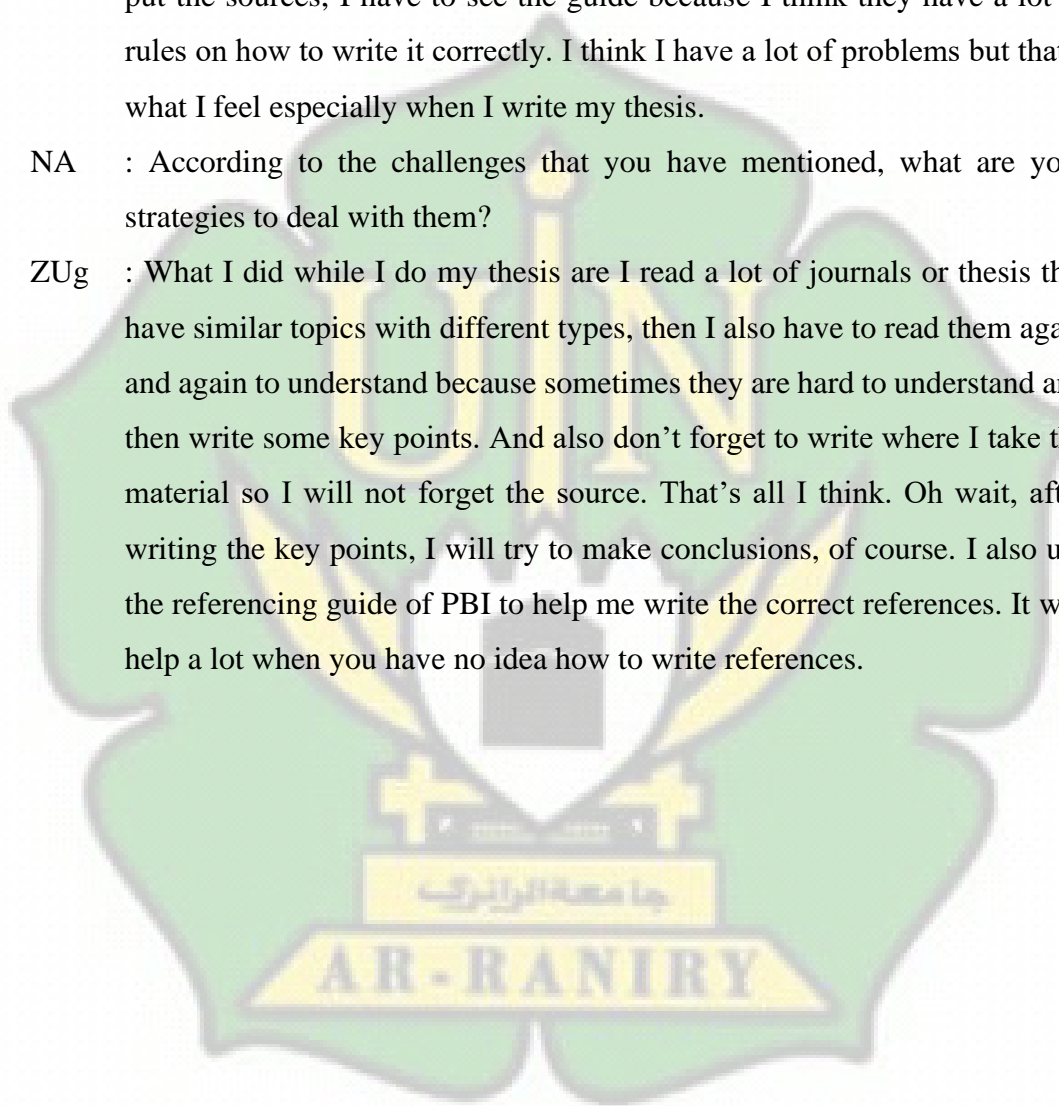 put the sources, I have to see the guide because I think they have a lot
rules on how to write it correctly. I think I have a lot of problems but that
what I feel especially when I write my thesis.
NA : According to the challenges that you have mentioned, what are yo
strategies to deal with them?
ZUg : What I did while I do my thesis are I read a lot of journals or thesis th
have similar topics with different types, then I also have to read them aga
and again to understand because sometimes they are hard to understand an
then write some key points. And also don’t forget to write where I take th
material so I will not forget the source. That’s all I think. Oh wait, aft
writing the key points, I will try to make conclusions, of course. I also u
the referencing guide of PBI to help me write the correct references. It w
help a lot when you have no idea how to write references.
UIN
جامعة الرانري
AR-RANIRY